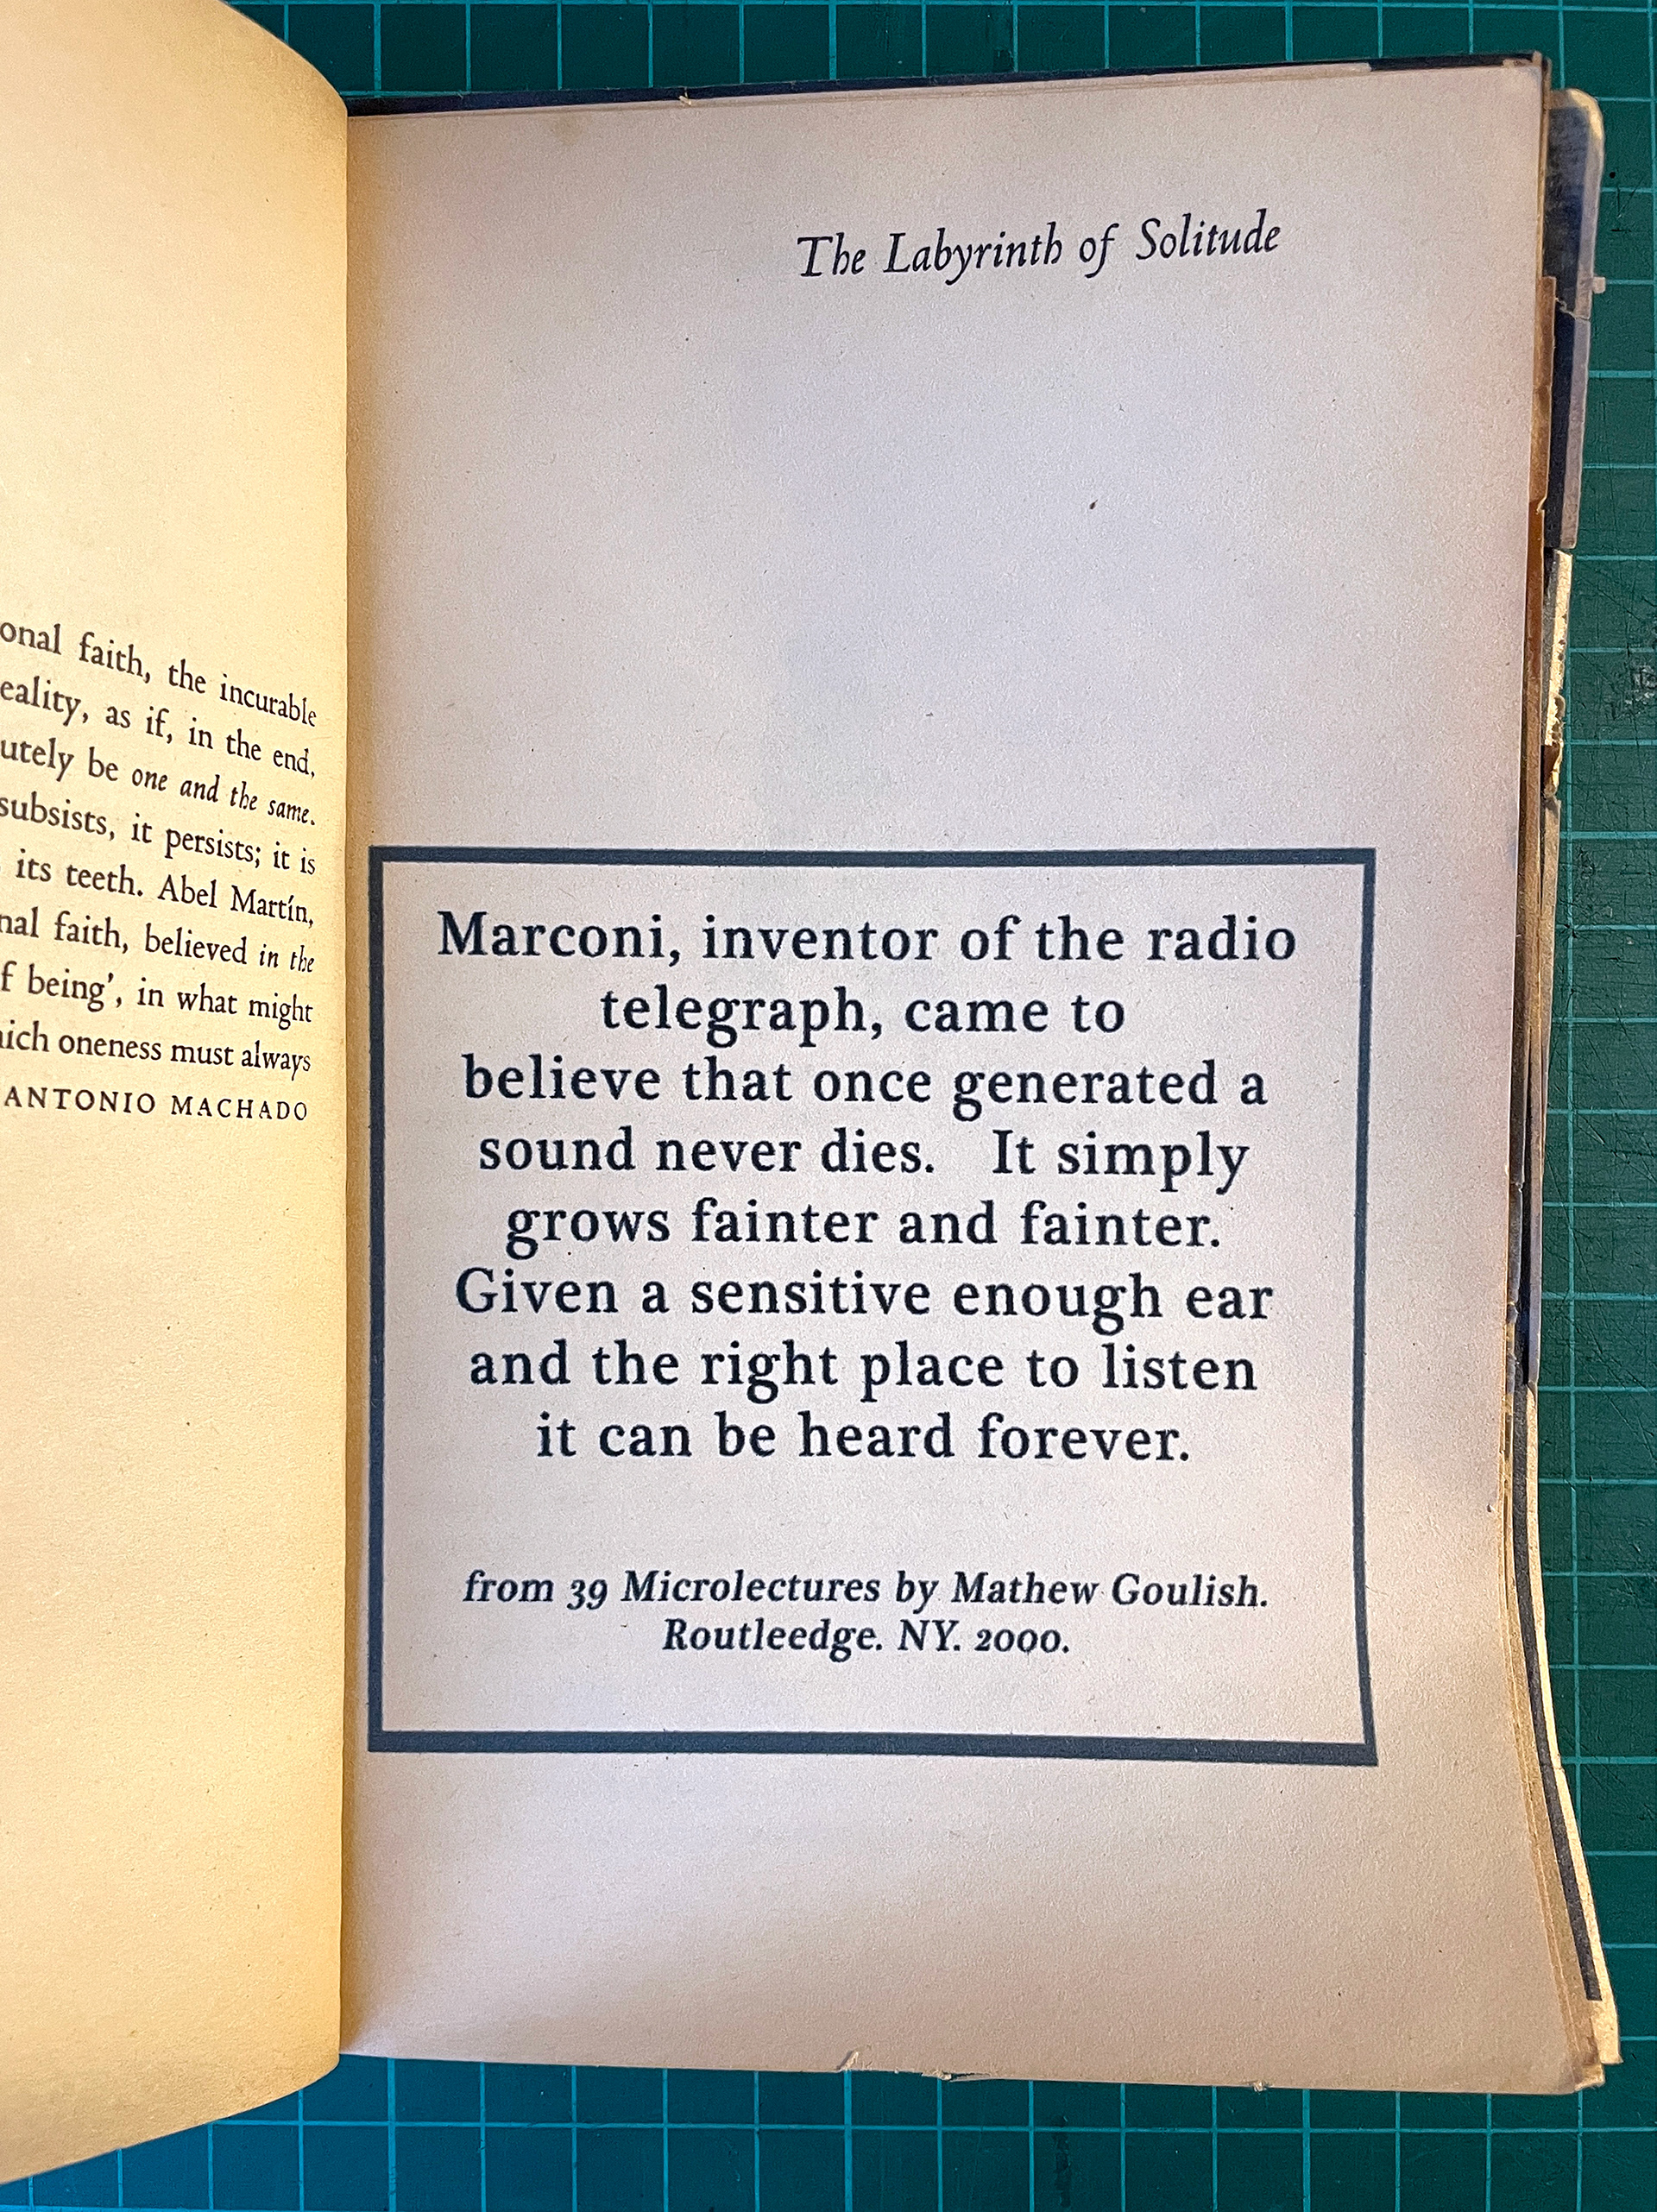 onal faith, the incurable
eality, as if, in the end,
utely be one and the same.
subsists, it persists; it is
its teeth. Abel Martín,
nal faith, believed in the
f being', in what might
ich oneness must always
ANTONIO MACHADO
The Labyrinth of Solitude
Marconi, inventor of the radio
telegraph, came to
believe that once generated a
sound never dies. It simply
grows fainter and fainter.
Given a sensitive enough ear
and the right place to listen
it can be heard forever.
from 39 Microlectures by Mathew Goulish.
Routleedge. NY. 2000.